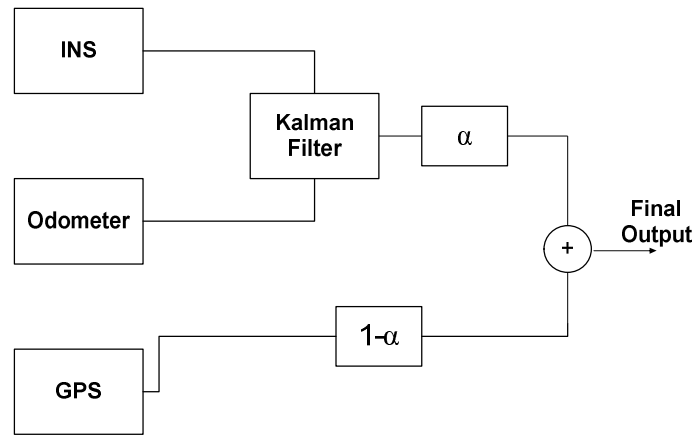 INS
Kalman
Filter
α
Odometer
Final
Output
+
1-α
GPS